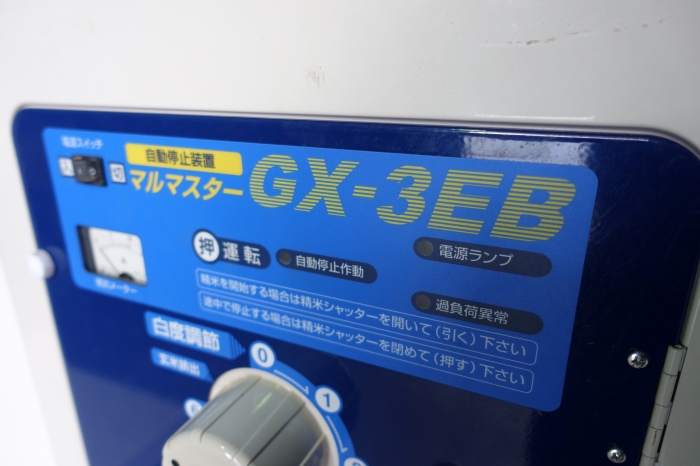 電源スイッチ
入
切
自動停止装置
マルマスター GX-3EB
押 運転
自動停止作動
電源ランプ
過負荷異常
精米を開始する場合は精米シャッターを開いて(引く)下さい
途中で停止する場合は精米シャッターを閉めて(押す)下さい
白度調節
玄米排出
0
1